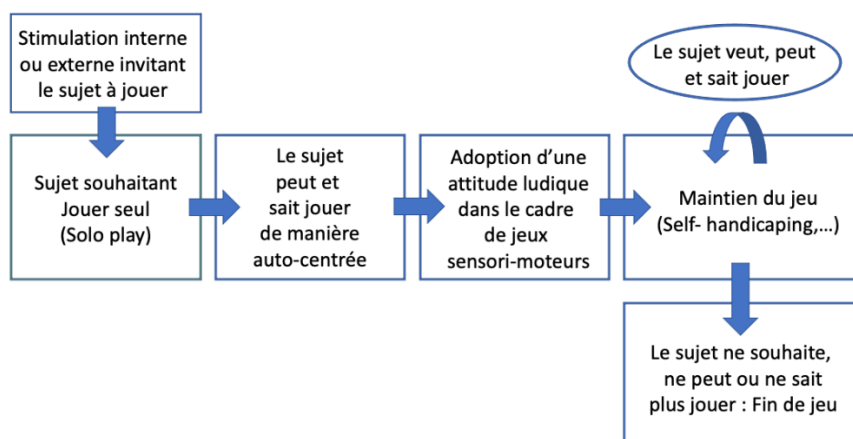 Stimulation interne
ou externe invitant
le sujet à jouer
Le sujet veut, peut
et sait jouer
Sujet souhaitant
Jouer seul
(Solo play)
Le sujet
peut et
sait jouer
de manière
auto-centrée
Adoption d’une
attitude ludique
dans le cadre
de jeux
sensori-moteurs
Maintien du jeu
(Self- handicaping,...)
Le sujet ne souhaite,
ne peut ou ne sait
plus jouer : Fin de jeu